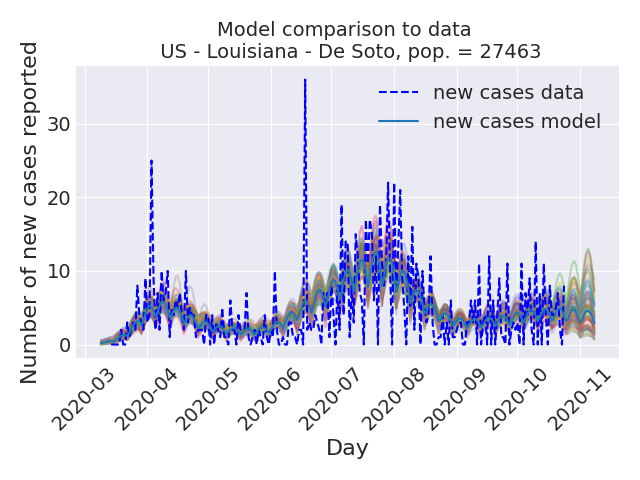 Model comparison to data
US - Louisiana - De Soto, pop. = 27463
Number of new cases reported
new cases data
new cases model
30
20
10
0
2020-03
2020-04
2020-05
2020-06
2020-07
2020-08
2020-09
2020-10
2020-11
Day